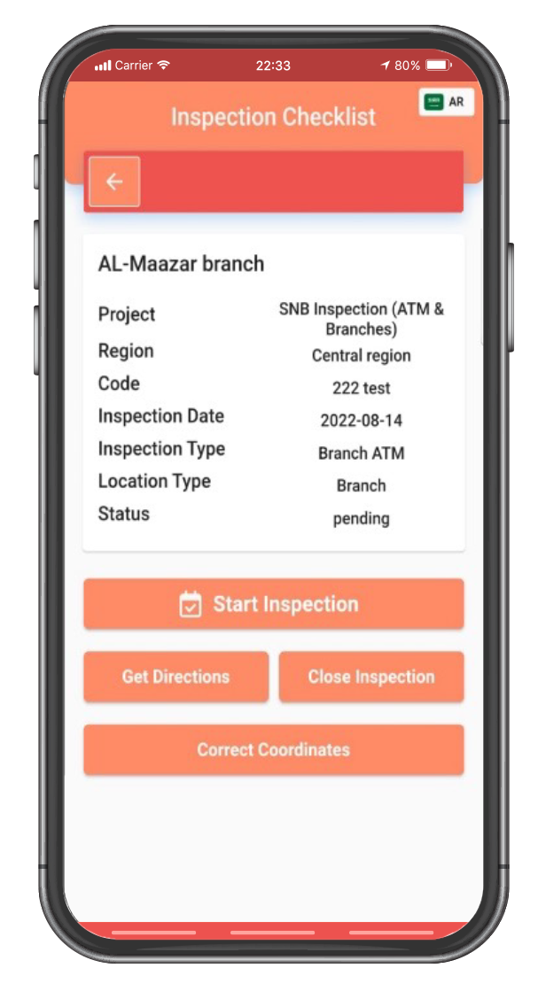 Carrier 22:33 80%
AR
Inspection Checklist
AL-Maazar branch
Project SNB Inspection (ATM &
Branches)
Region Central region
Code 222 test
Inspection Date 2022-08-14
Inspection Type Branch ATM
Location Type Branch
Status pending
Start Inspection
Get Directions Close Inspection
Correct Coordinates